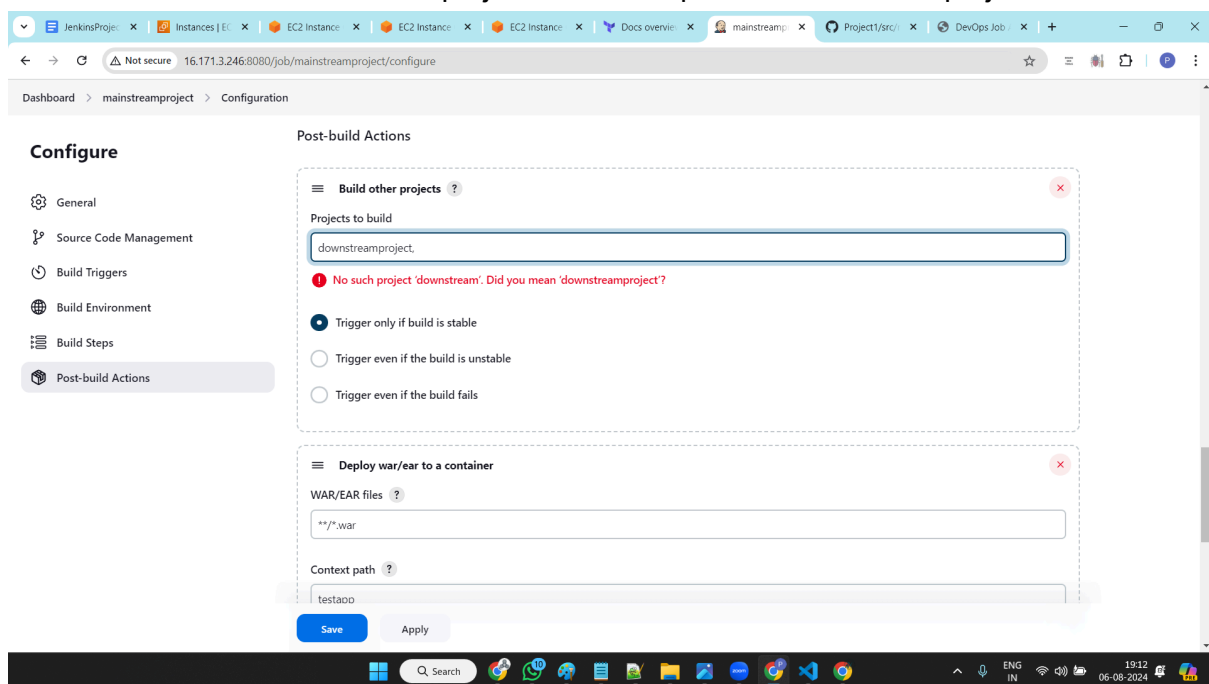 JenkinsProjec
Instances | EC
EC2 Instance
EC2 Instance
EC2 Instance
Docs overvie
mainstreamp
Project1/src/
DevOps Job
Not secure 16.171.3.246:8080/job/mainstreamproject/configure
P
Dashboard > mainstreamproject > Configuration
Configure
General
Source Code Management
Build Triggers
Build Environment
Build Steps
Post-build Actions
Post-build Actions
Build other projects ?
Projects to build
downstreamproject,
No such project ‘downstream’. Did you mean ‘downstreamproject’?
Trigger only if build is stable
Trigger even if the build is unstable
Trigger even if the build fails
Deploy war/ear to a container
WAR/EAR files ?
**/*.war
Context path ?
testapp
Save
Apply
Search
ENG
IN
19:12
06-08-2024